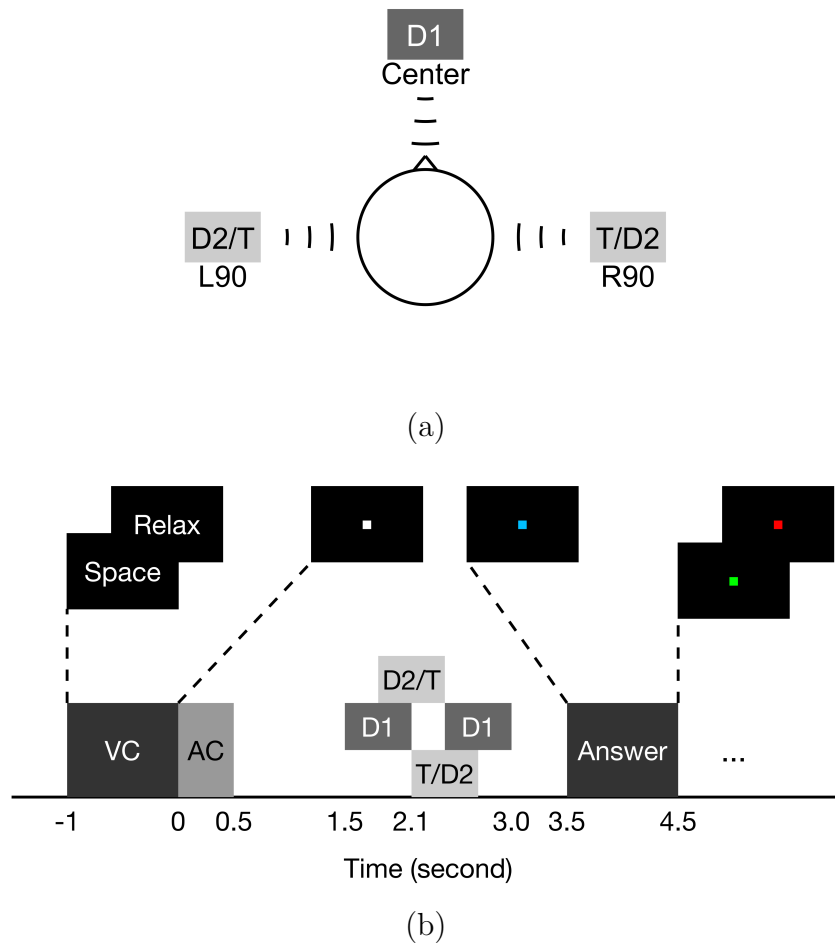 D1
Center
D2/T
T/D2
L90
R90
(a)
Relax
Space
D2/T
D1
D1
VC
AC
Answer
...
T/D2
-1
0
0.5
1.5
2.1
3.0
3.5
4.5
Time (second)
(b)